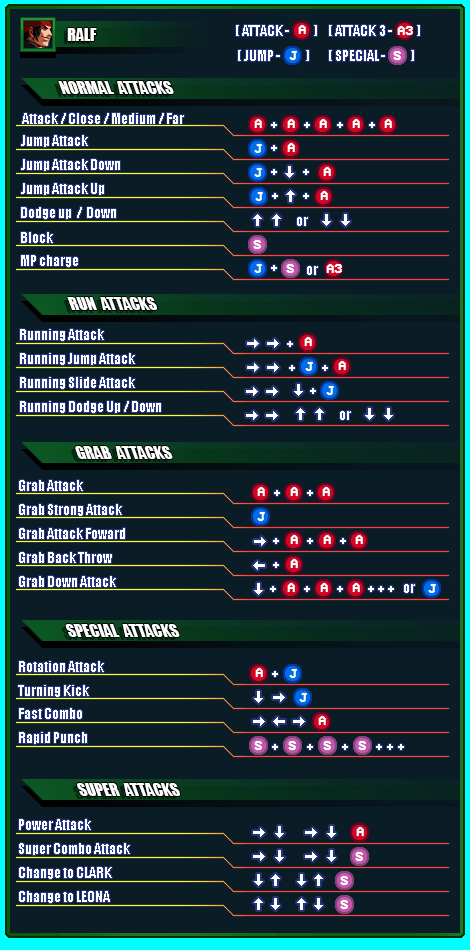 RALF
[ ATTACK - A ] [ ATTACK 3 - A3 ]
[ JUMP - J ] [ SPECIAL - S ]
NORMAL ATTACKS
Attack / Close / Medium / Far A + A + A + A + A
Jump Attack J + A
Jump Attack Down J + ↓ + A
Jump Attack Up J + ↑ + A
Dodge up / Down ↑ ↑ or ↓ ↓
Block S
MP charge J + S or A3
RUN ATTACKS
Running Attack → → + A
Running Jump Attack → → + J + A
Running Slide Attack → → ↓ + J
Running Dodge Up / Down → → ↑ ↑ or ↓ ↓
GRAB ATTACKS
Grab Attack A + A + A
Grab Strong Attack J
Grab Attack Foward → + A + A + A
Grab Back Throw ← + A
Grab Down Attack ↓ + A + A + A + + + or J
SPECIAL ATTACKS
Rotation Attack A + J
Turning Kick ↓ → J
Fast Combo → ← → A
Rapid Punch S + S + S + S + + +
SUPER ATTACKS
Power Attack → ↓ → ↓ A
Super Combo Attack → ↓ → ↓ S
Change to CLARK ↓ ↑ ↓ ↑ S
Change to LEONA ↑ ↓ ↑ ↓ S